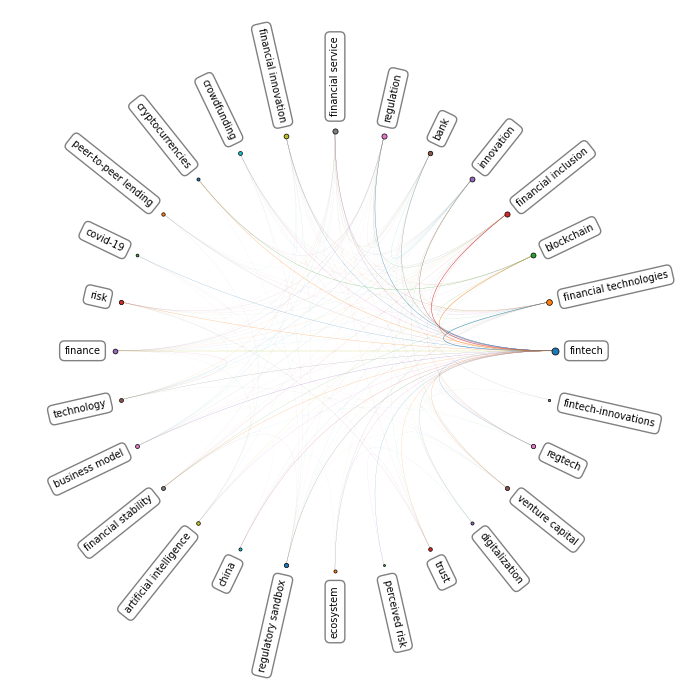 financial service
regulation
bank
innovation
financial inclusion
blockchain
financial technologies
fintech
fintech-innovations
regtech
venture capital
digitalization
trust
perceived risk
ecosystem
regulatory sandbox
china
artificial intelligence
financial stability
business model
technology
finance
risk
covid-19
peer-to-peer lending
cryptocurrencies
crowdfunding
financial innovation